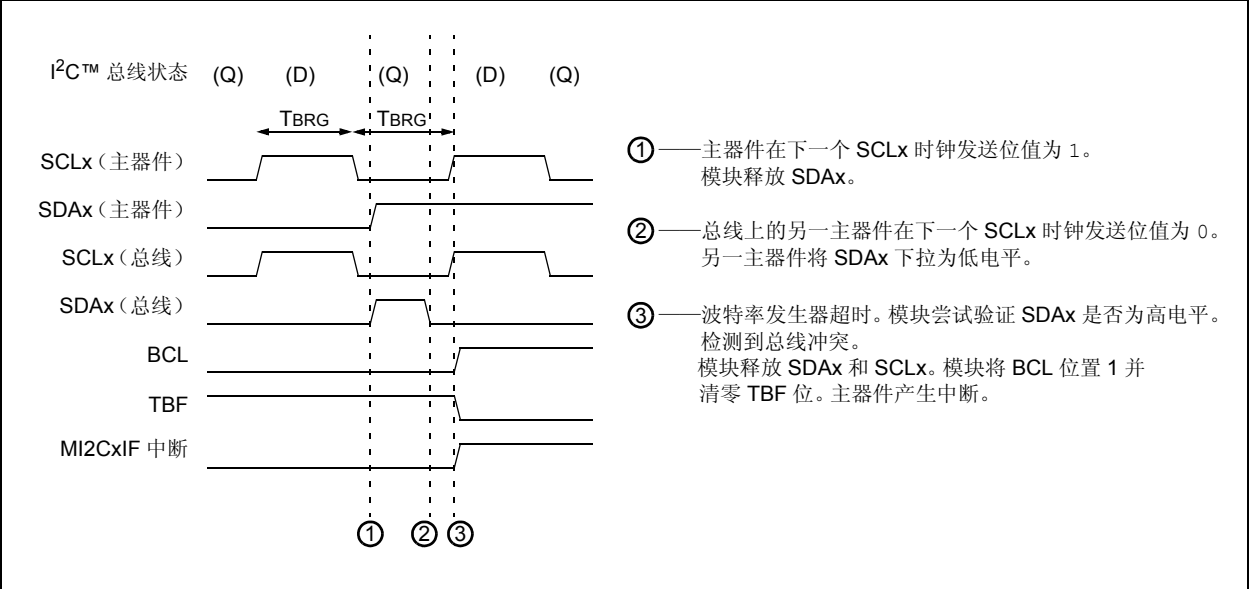 I²C™ 总线状态 (Q) (D) (Q) (D) (Q)
TBRG TBRG
SCLx（主器件）
SDAx（主器件）
SCLx（总线）
SDAx（总线）
BCL
TBF
MI2CxIF 中断
① ② ③
①——主器件在下一个 SCLx 时钟发送位值为 1。
模块释放 SDAx。
②——总线上的另一主器件在下一个 SCLx 时钟发送位值为 0。
另一主器件将 SDAx 下拉为低电平。
③——波特率发生器超时。模块尝试验证 SDAx 是否为高电平。
检测到总线冲突。
模块释放 SDAx 和 SCLx。模块将 BCL 位置 1 并
清零 TBF 位。主器件产生中断。